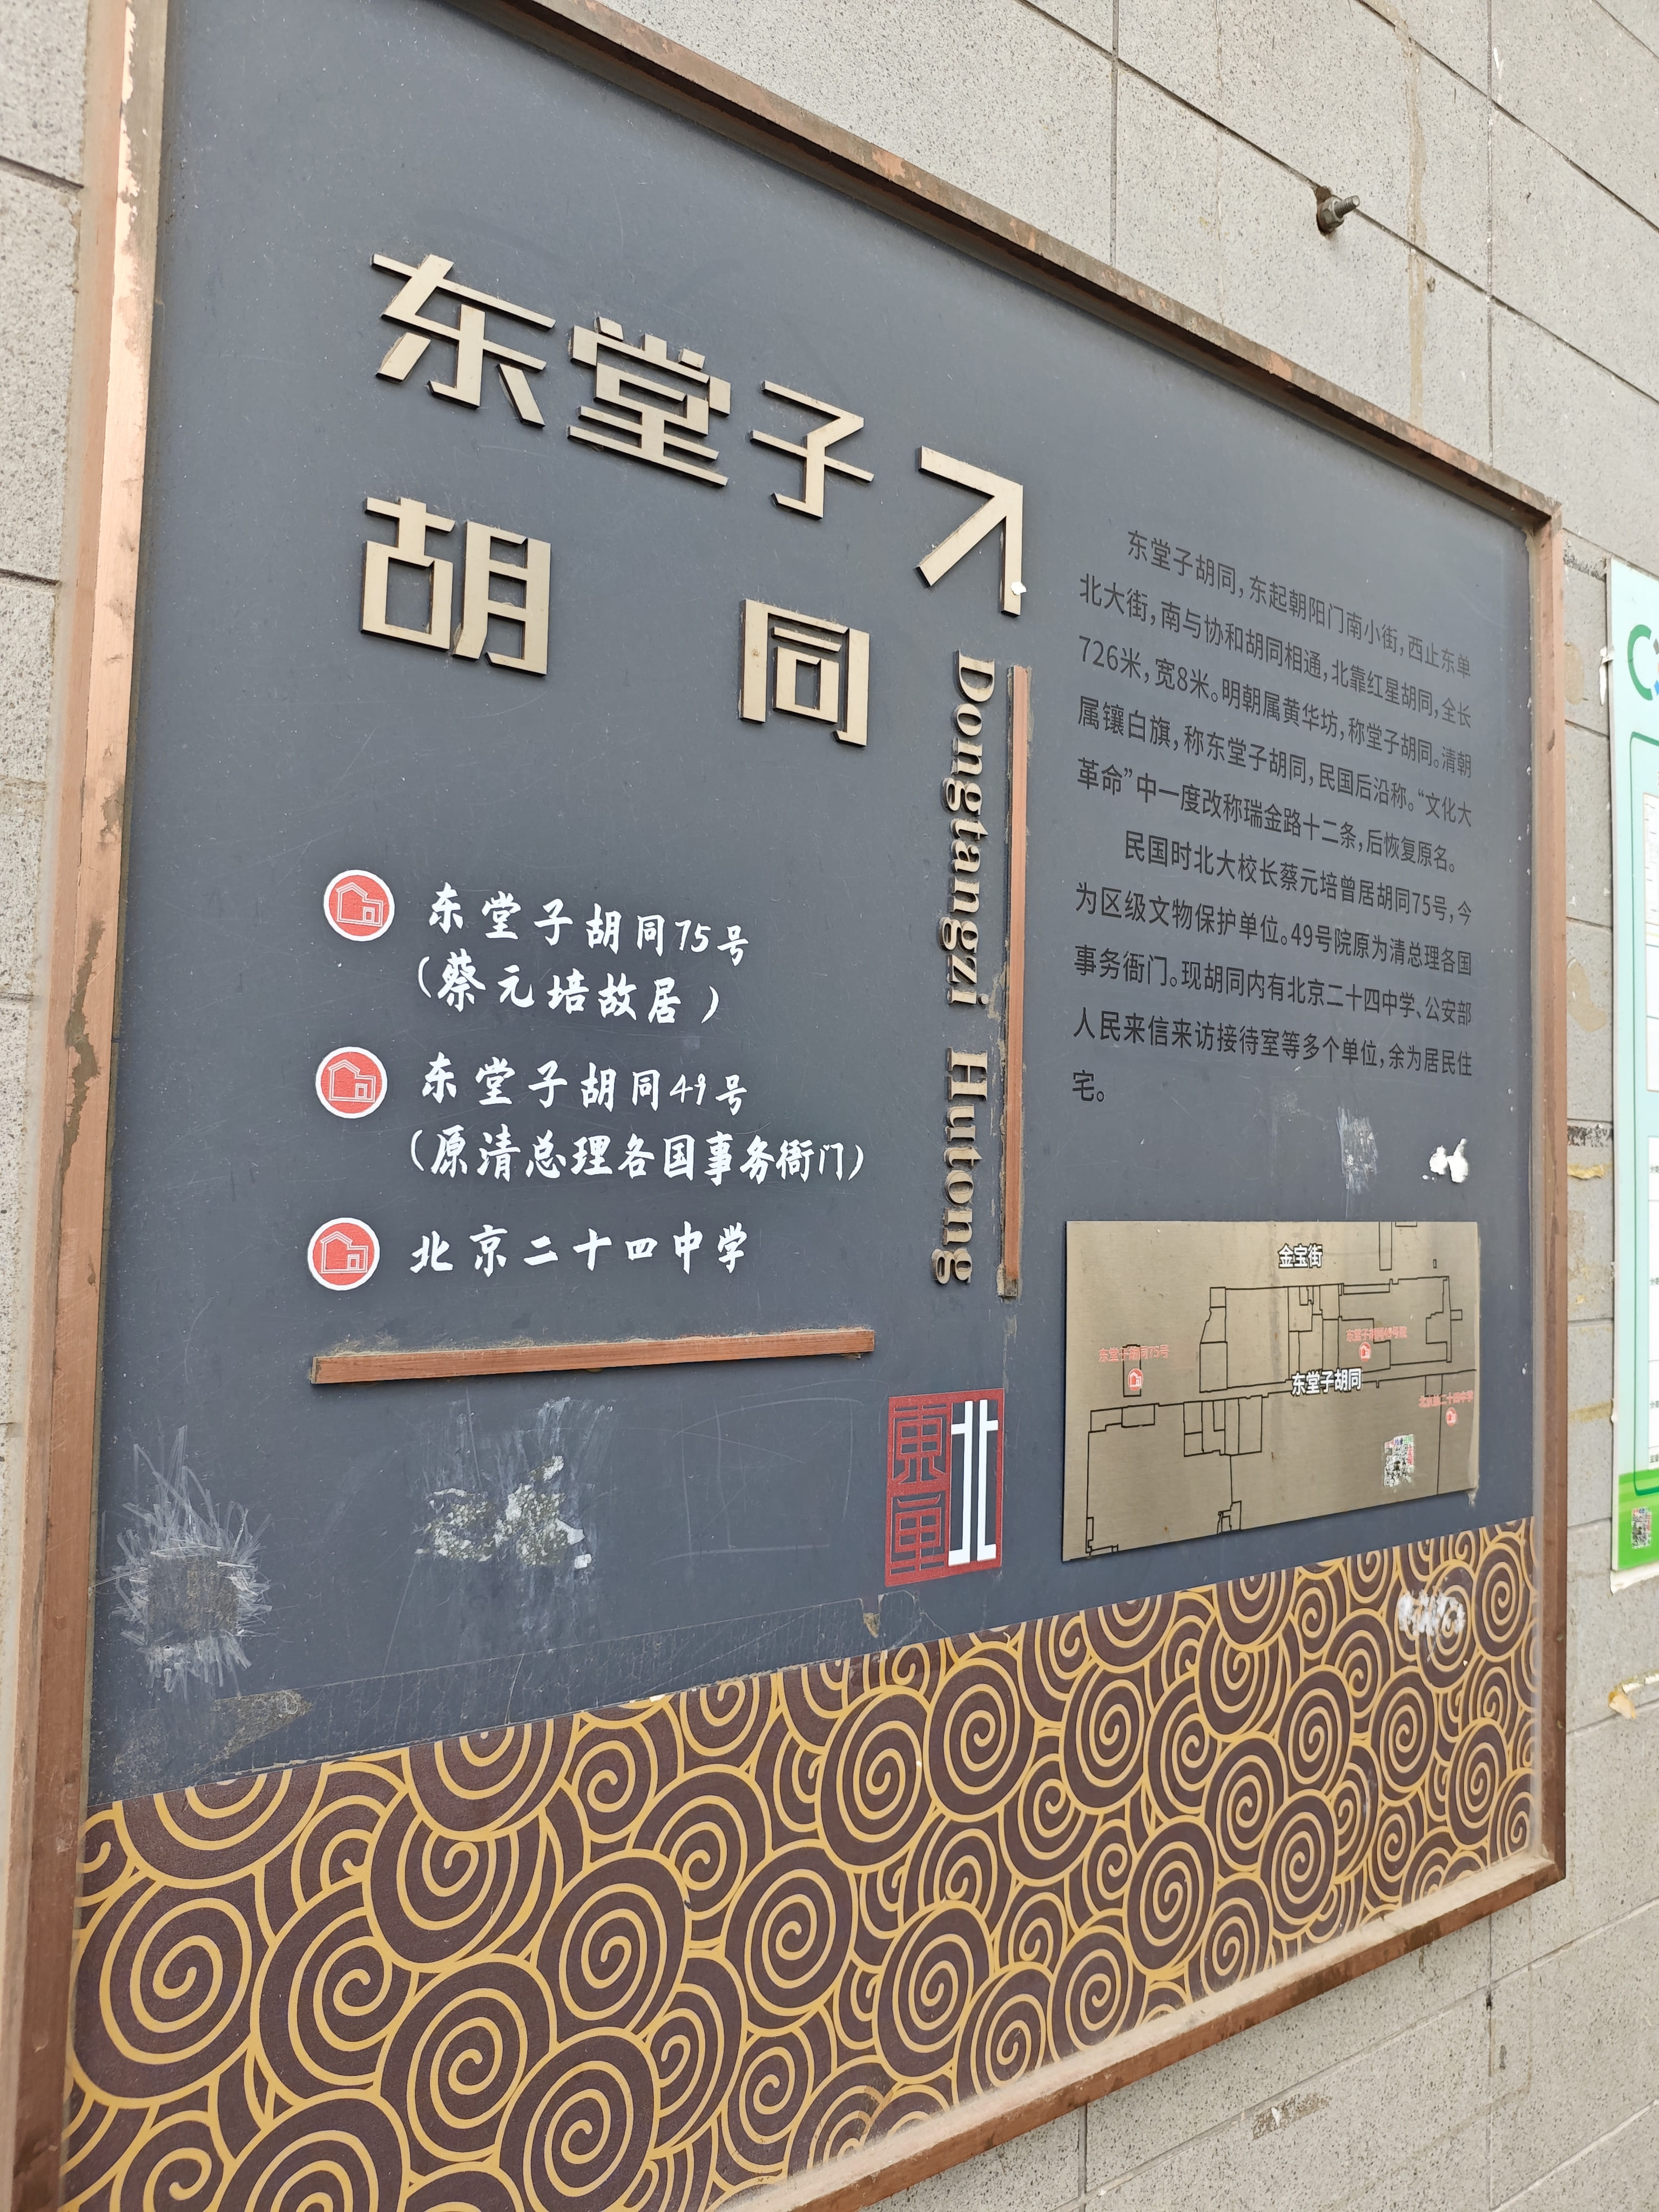 东堂子
胡同
Dongtangzi Hutong
东堂子胡同75号
（蔡元培故居）
东堂子胡同49号
（原清总理各国事务衙门）
北京二十四中学
东堂子胡同，东起朝阳门南小街，西止东单
北大街，南与协和胡同相通，北靠红星胡同，全长
726米，宽8米。明朝属黄华坊，称堂子胡同。清朝
属镶白旗，称东堂子胡同，民国后沿称。“文化大
革命”中一度改称瑞金路十二条，后恢复原名。
民国时北大校长蔡元培曾居胡同75号，今
为区级文物保护单位。49号院原为清总理各国
事务衙门。现胡同内有北京二十四中学、公安部
人民来信来访接待室等多个单位，余为居民住
宅。
金宝街
东堂子胡同75号
东堂子胡同
北